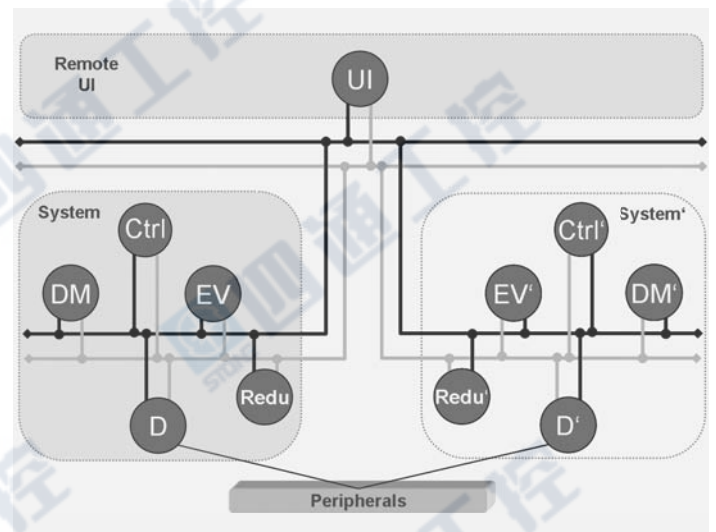 Remote
UI
UI
System
Ctrl
DM
EV
Redu
D
System‘
Ctrl‘
EV‘
DM‘
Redu‘
D‘
Peripherals